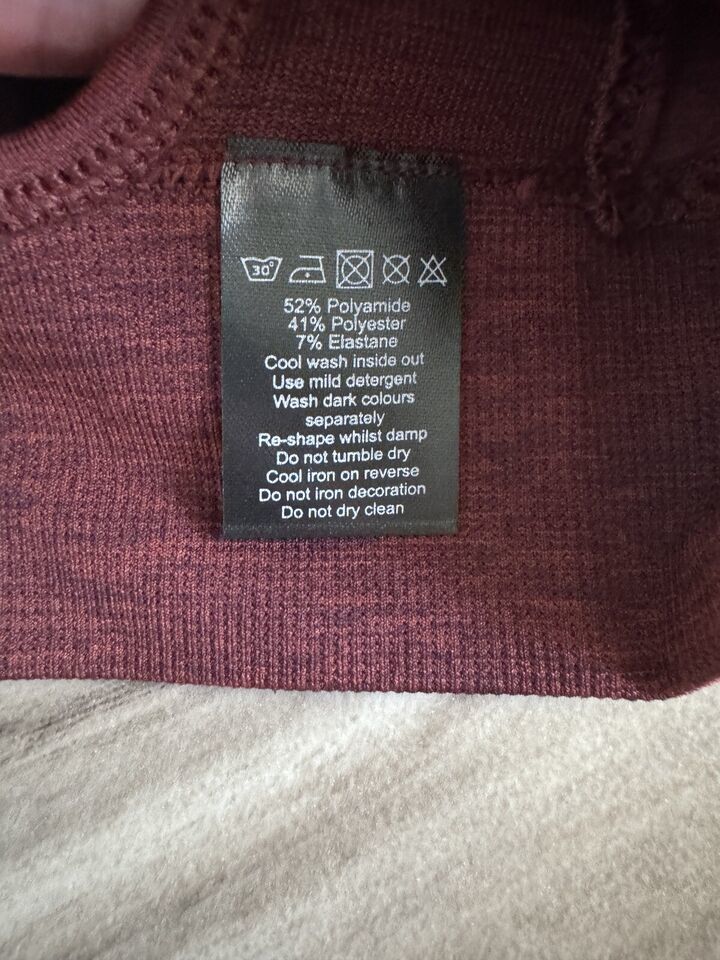 30°
52% Polyamide
41% Polyester
7% Elastane
Cool wash inside out
Use mild detergent
Wash dark colours
separately
Re-shape whilst damp
Do not tumble dry
Cool iron on reverse
Do not iron decoration
Do not dry clean